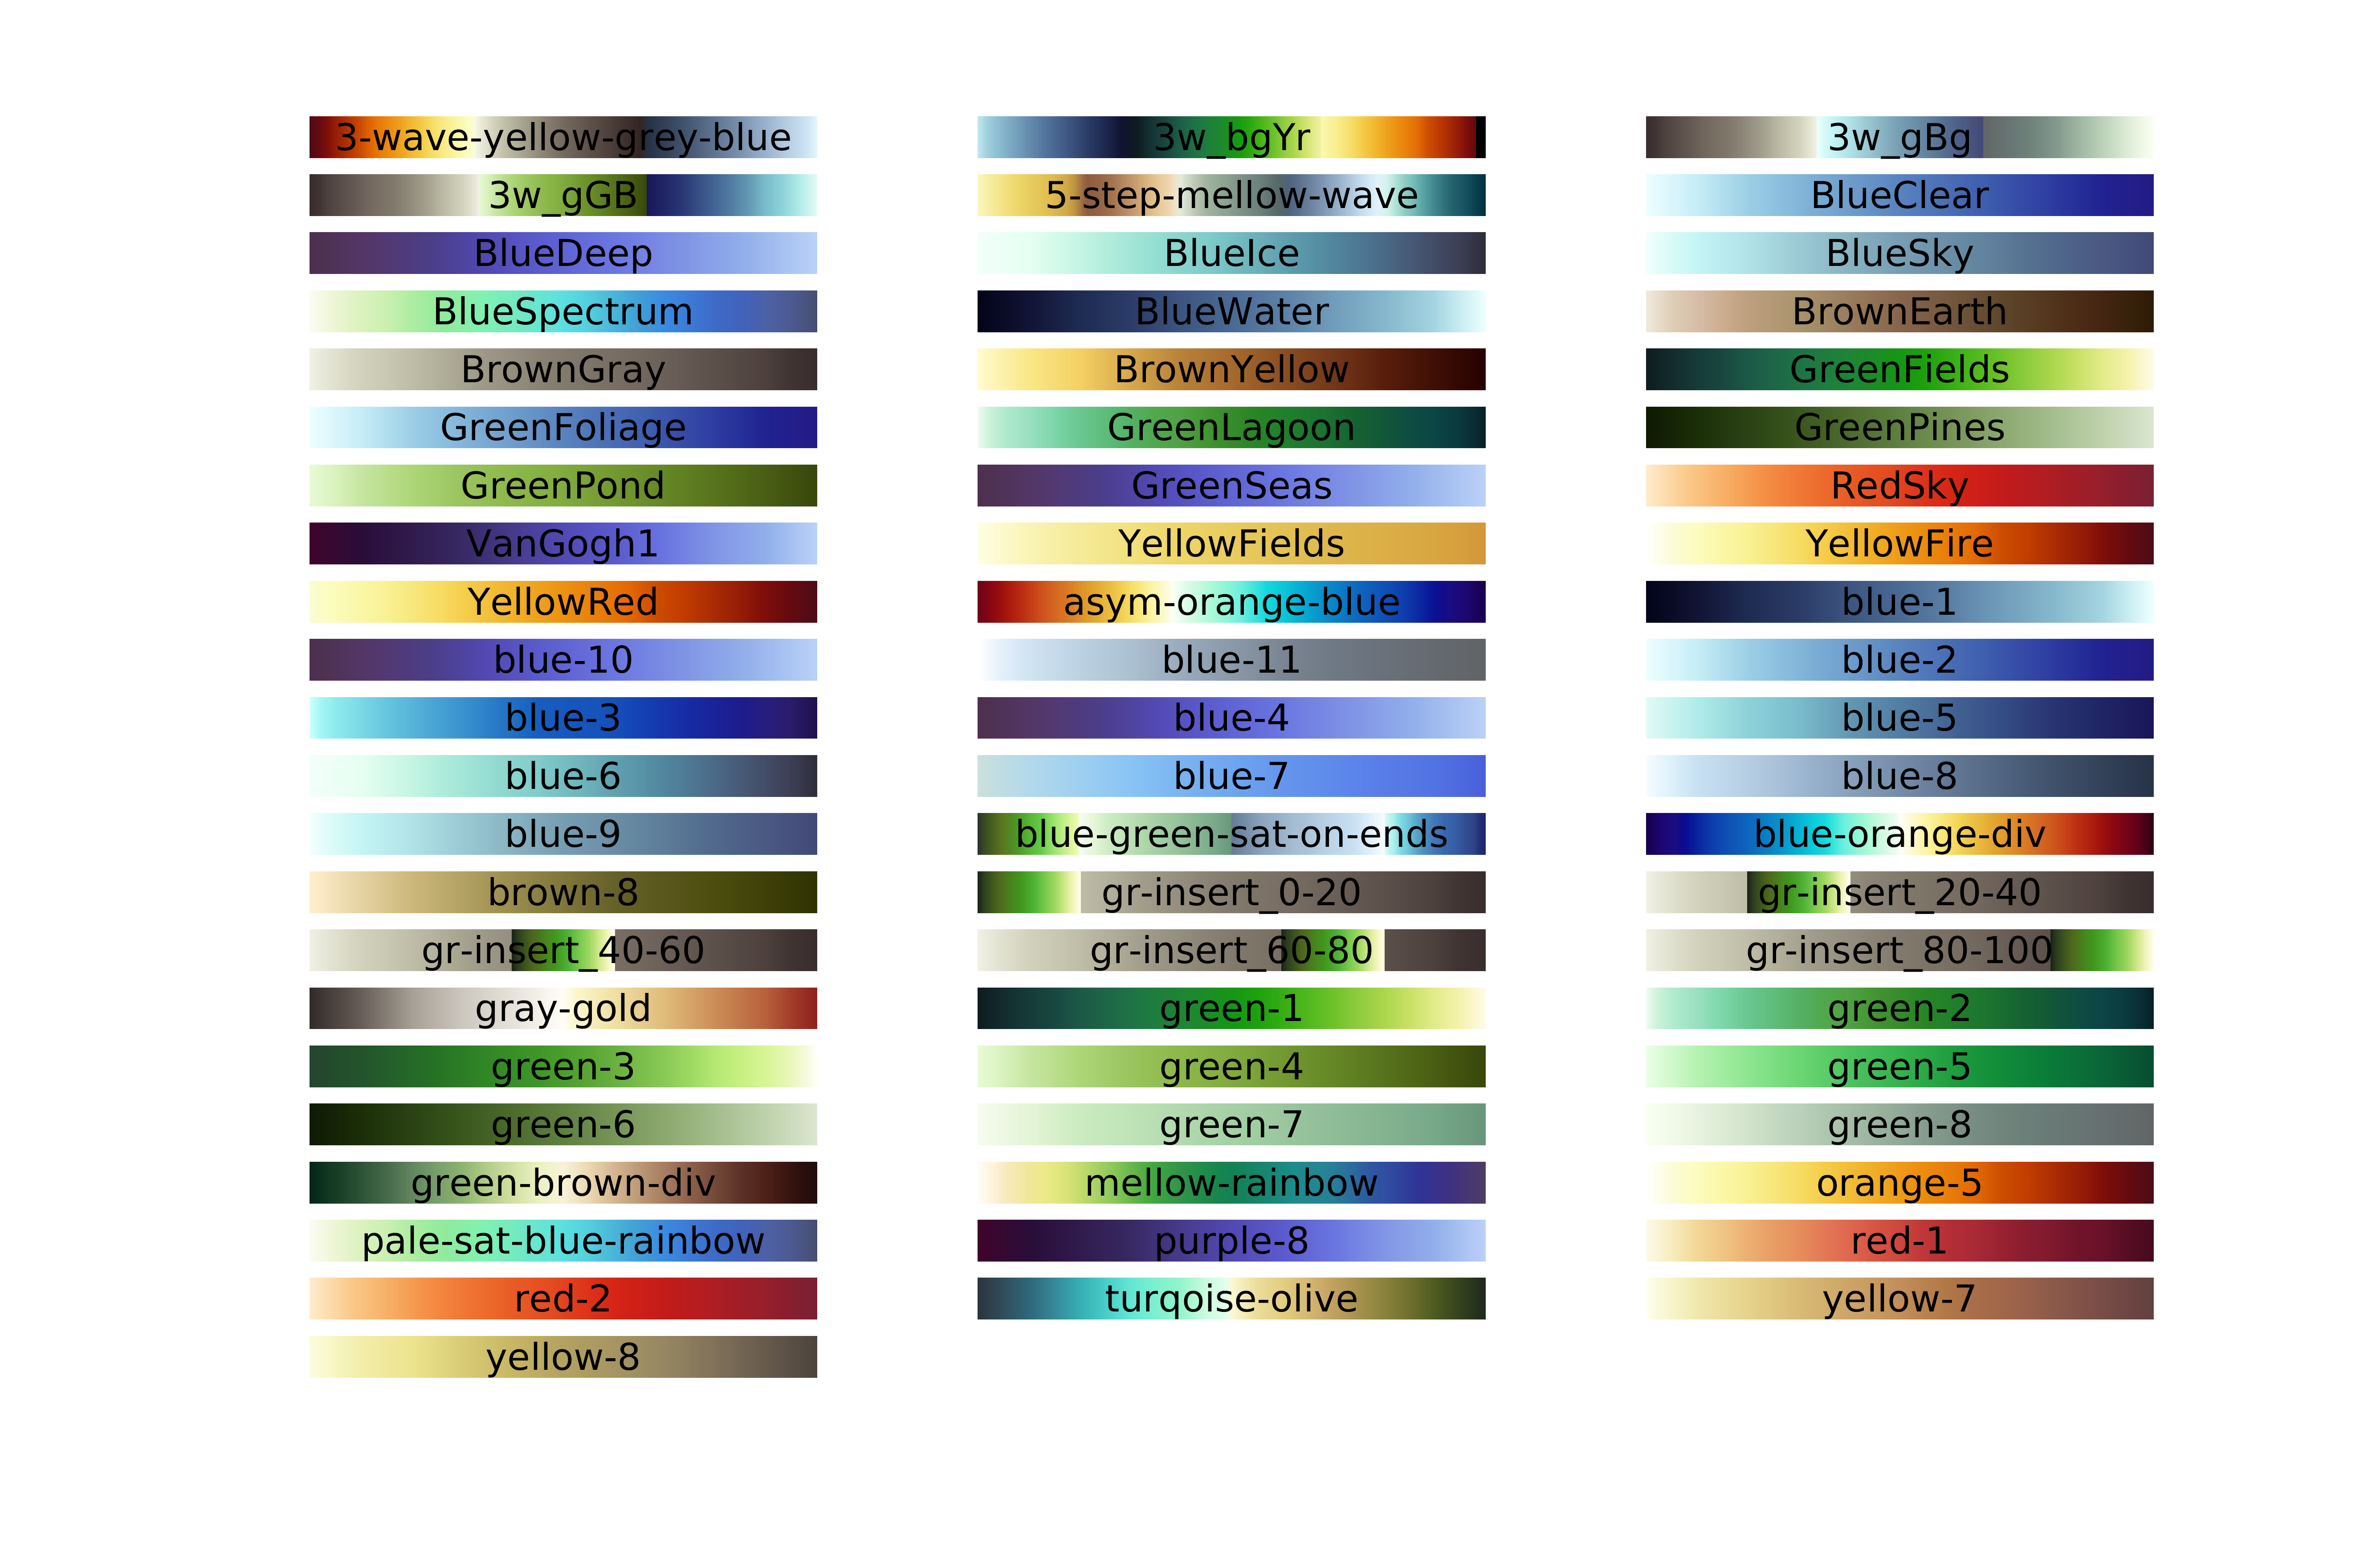 3-wave-yellow-grey-blue
3w_bgYr
3w_gBg
3w_gGB
5-step-mellow-wave
BlueClear
BlueDeep
BlueIce
BlueSky
BlueSpectrum
BlueWater
BrownEarth
BrownGray
BrownYellow
GreenFields
GreenFoliage
GreenLagoon
GreenPines
GreenPond
GreenSeas
RedSky
VanGogh1
YellowFields
YellowFire
YellowRed
asym-orange-blue
blue-1
blue-10
blue-11
blue-2
blue-3
blue-4
blue-5
blue-6
blue-7
blue-8
blue-9
blue-green-sat-on-ends
blue-orange-div
brown-8
gr-insert_0-20
gr-insert_20-40
gr-insert_40-60
gr-insert_60-80
gr-insert_80-100
gray-gold
green-1
green-2
green-3
green-4
green-5
green-6
green-7
green-8
green-brown-div
mellow-rainbow
orange-5
pale-sat-blue-rainbow
purple-8
red-1
red-2
turqoise-olive
yellow-7
yellow-8